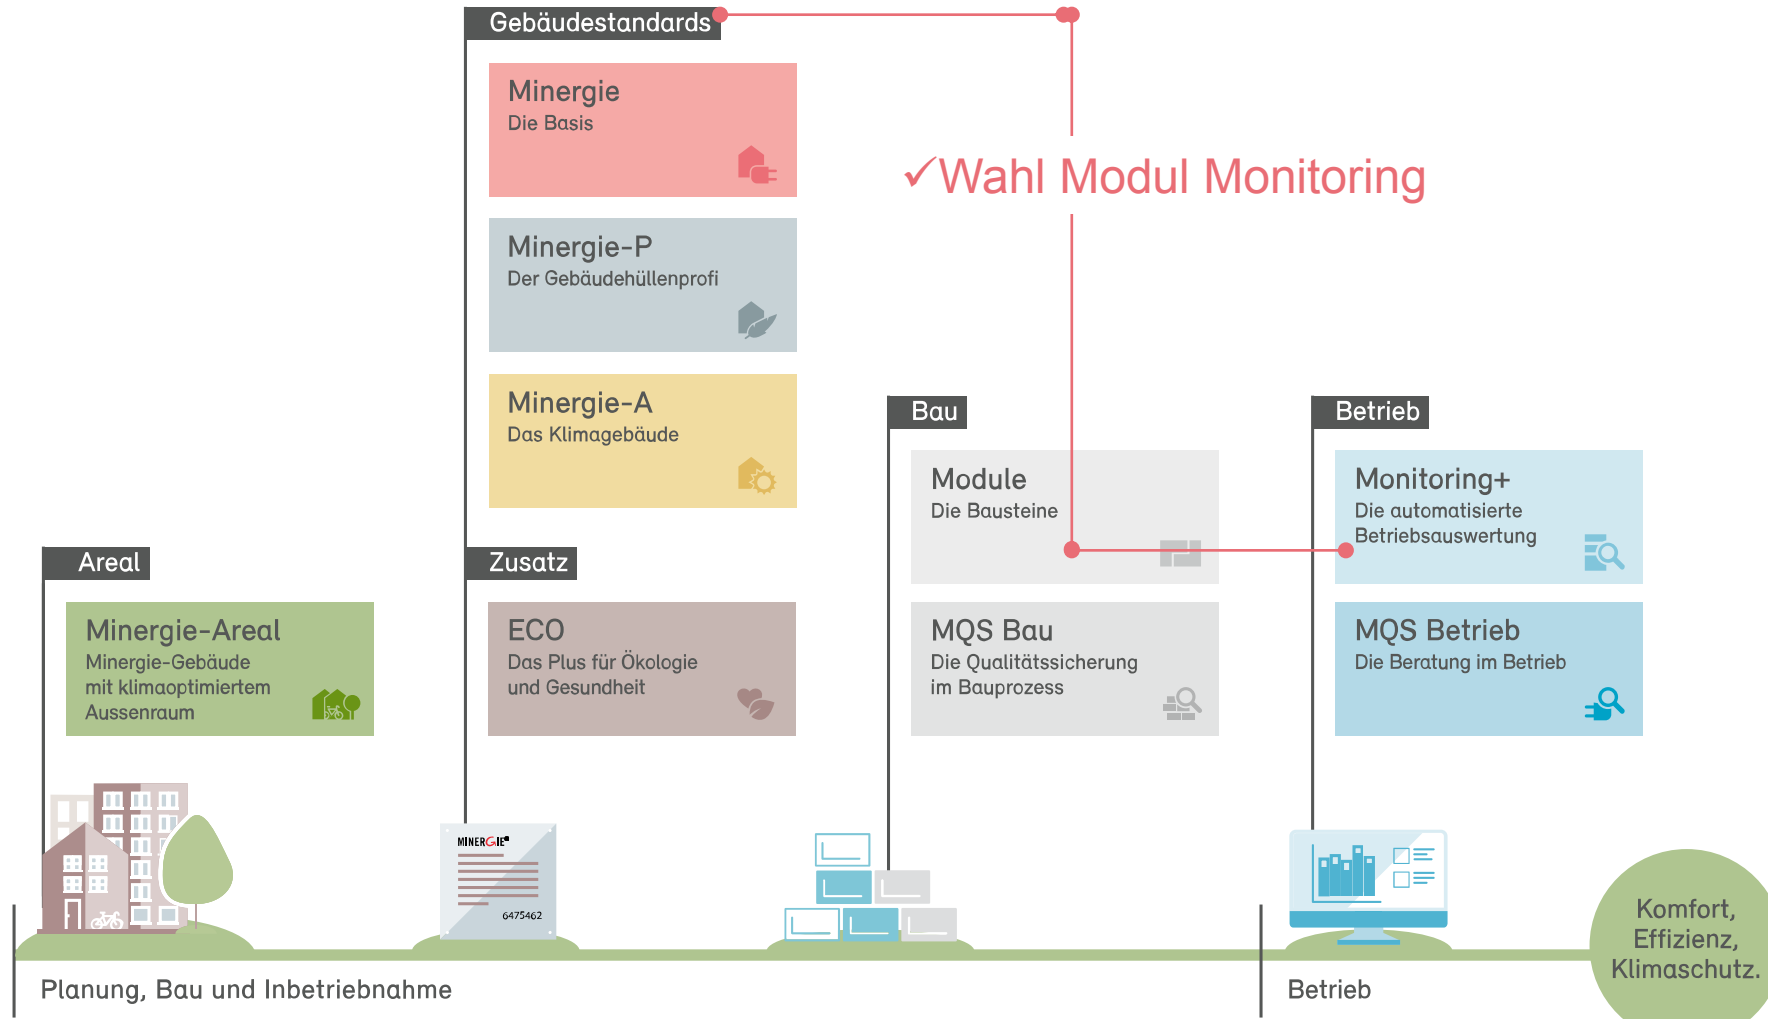 Gebäudestandards
Minergie
Die Basis
✓Wahl Modul Monitoring
Minergie-P
Der Gebäudehüllenprofi
Minergie-A
Das Klimagebäude
Bau
Betrieb
Module
Die Bausteine
Monitoring+
Die automatisierte
Betriebsauswertung
Areal
Zusatz
Minergie-Areal
Minergie-Gebäude
mit klimaoptimiertem
Aussenraum
ECO
Das Plus für Ökologie
und Gesundheit
MQS Bau
Die Qualitätssicherung
im Bauprozess
MQS Betrieb
Die Beratung im Betrieb
MINERGIE®
6475462
Komfort,
Effizienz,
Klimaschutz.
Planung, Bau und Inbetriebnahme
Betrieb